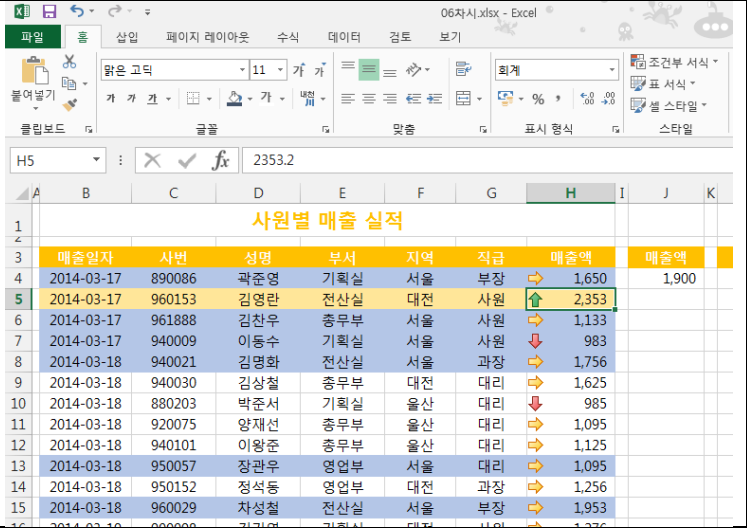 06차시.xlsx - Excel
파일 홈 삽입 페이지 레이아웃 수식 데이터 검토 보기
붙여넣기
맑은 고딕 11 가 가
가 가 가 가 내천
회계
% ,
조건부 서식
표 서식
셀 스타일
클립보드 글꼴 맞춤 표시 형식 스타일
H5 fx 2353.2
A B C D E F G H I J K
1 사원별 매출 실적
2
3 매출일자 사번 성명 부서 지역 직급 매출액 매출액
4 2014-03-17 890086 곽준영 기획실 서울 부장 1,650 1,900
5 2014-03-17 960153 김영란 전산실 대전 사원 2,353
6 2014-03-17 961888 김찬우 총무부 서울 사원 1,133
7 2014-03-17 940009 이동수 기획실 서울 사원 983
8 2014-03-18 940021 김명화 전산실 서울 과장 1,756
9 2014-03-18 940030 김상철 총무부 대전 대리 1,625
10 2014-03-18 880203 박준서 기획실 울산 대리 985
11 2014-03-18 920075 양재선 총무부 울산 대리 1,095
12 2014-03-18 940101 이왕준 총무부 울산 대리 1,125
13 2014-03-18 950057 장관우 영업부 서울 대리 1,095
14 2014-03-18 950152 정석동 영업부 대전 과장 1,256
15 2014-03-18 960029 차성철 전산실 서울 부장 1,953